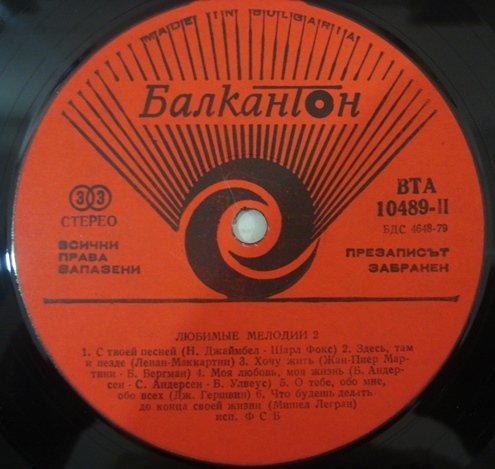 MADE IN BULGARIA
Балкантон
33
СТЕРЕО
ВТА
10489-II
БДС 4648-79
ВСИЧКИ
ПРАВА
ЗАПАЗЕНИ
ПРЕЗАПИСЪТ
ЗАБРАНЕН
ЛЮБИМЫЕ МЕЛОДИИ 2
1. С твоей песней (Н. Джаймбел - Шарл Фокс) 2. Здесь, там
и везде (Ленан-Маккартни) 3. Хочу жить (Жан-Пиер Мар-
тини - Б. Бергман) 4. Моя любовь, моя жизнь (Б. Андер-
сен - С. Андерсен - Б. Улвеус) 5. О тебе, обо мне,
обо всех (Дж. Гершвин) 6. Что будешь делать
до конца своей жизни (Мишел Легран)
исп. Ф С Б